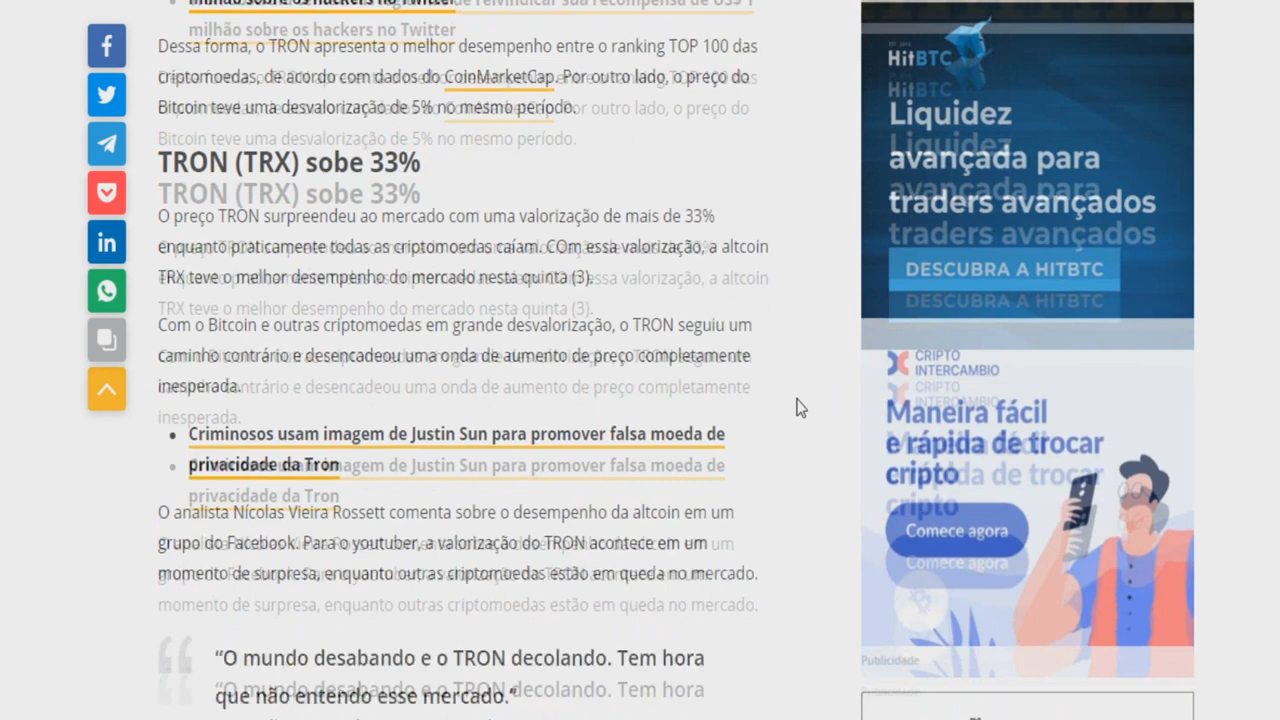 milhão sobre os hackers no Twitter
Dessa forma, o TRON apresenta o melhor desempenho entre o ranking TOP 100 das
criptomoedas, de acordo com dados do CoinMarketCap. Por outro lado, o preço do
Bitcoin teve uma desvalorização de 5% no mesmo período.
TRON (TRX) sobe 33%
O preço TRON surpreendeu ao mercado com uma valorização de mais de 33%
enquanto praticamente todas as criptomoedas caíam. COm essa valorização, a altcoin
TRX teve o melhor desempenho do mercado nesta quinta (3).
Com o Bitcoin e outras criptomoedas em grande desvalorização, o TRON seguiu um
caminho contrário e desencadeou uma onda de aumento de preço completamente
inesperada.
Criminosos usam imagem de Justin Sun para promover falsa moeda de
privacidade da Tron
O analista Nícolas Vieira Rossett comenta sobre o desempenho da altcoin em um
grupo do Facebook. Para o youtuber, a valorização do TRON acontece em um
momento de surpresa, enquanto outras criptomoedas estão em queda no mercado.
“O mundo desabando e o TRON decolando. Tem hora
que não entendo esse mercado.“
HitBTC
Liquidez
avançada para
traders avançados
DESCUBRA A HITBTC
CRIPTO
INTERCAMBIO
Maneira fácil
e rápida de trocar
cripto
Comece agora
Publicidade